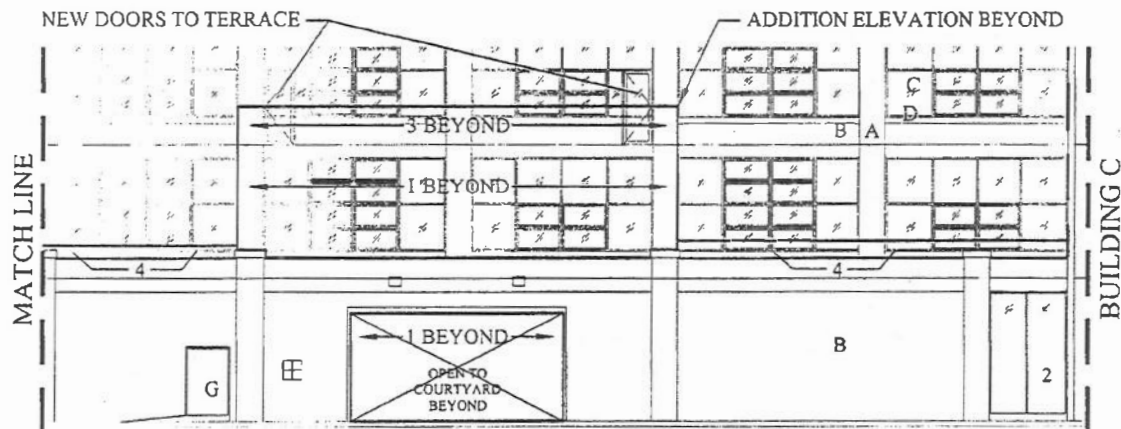 NEW DOORS TO TERRACE
ADDITION ELEVATION BEYOND
C
D
3 BEYOND
B
A
1 BEYOND
MATCH LINE
BUILDING C
4
4
1 BEYOND
B
G
OPEN TO
COURTYARD
BEYOND
2